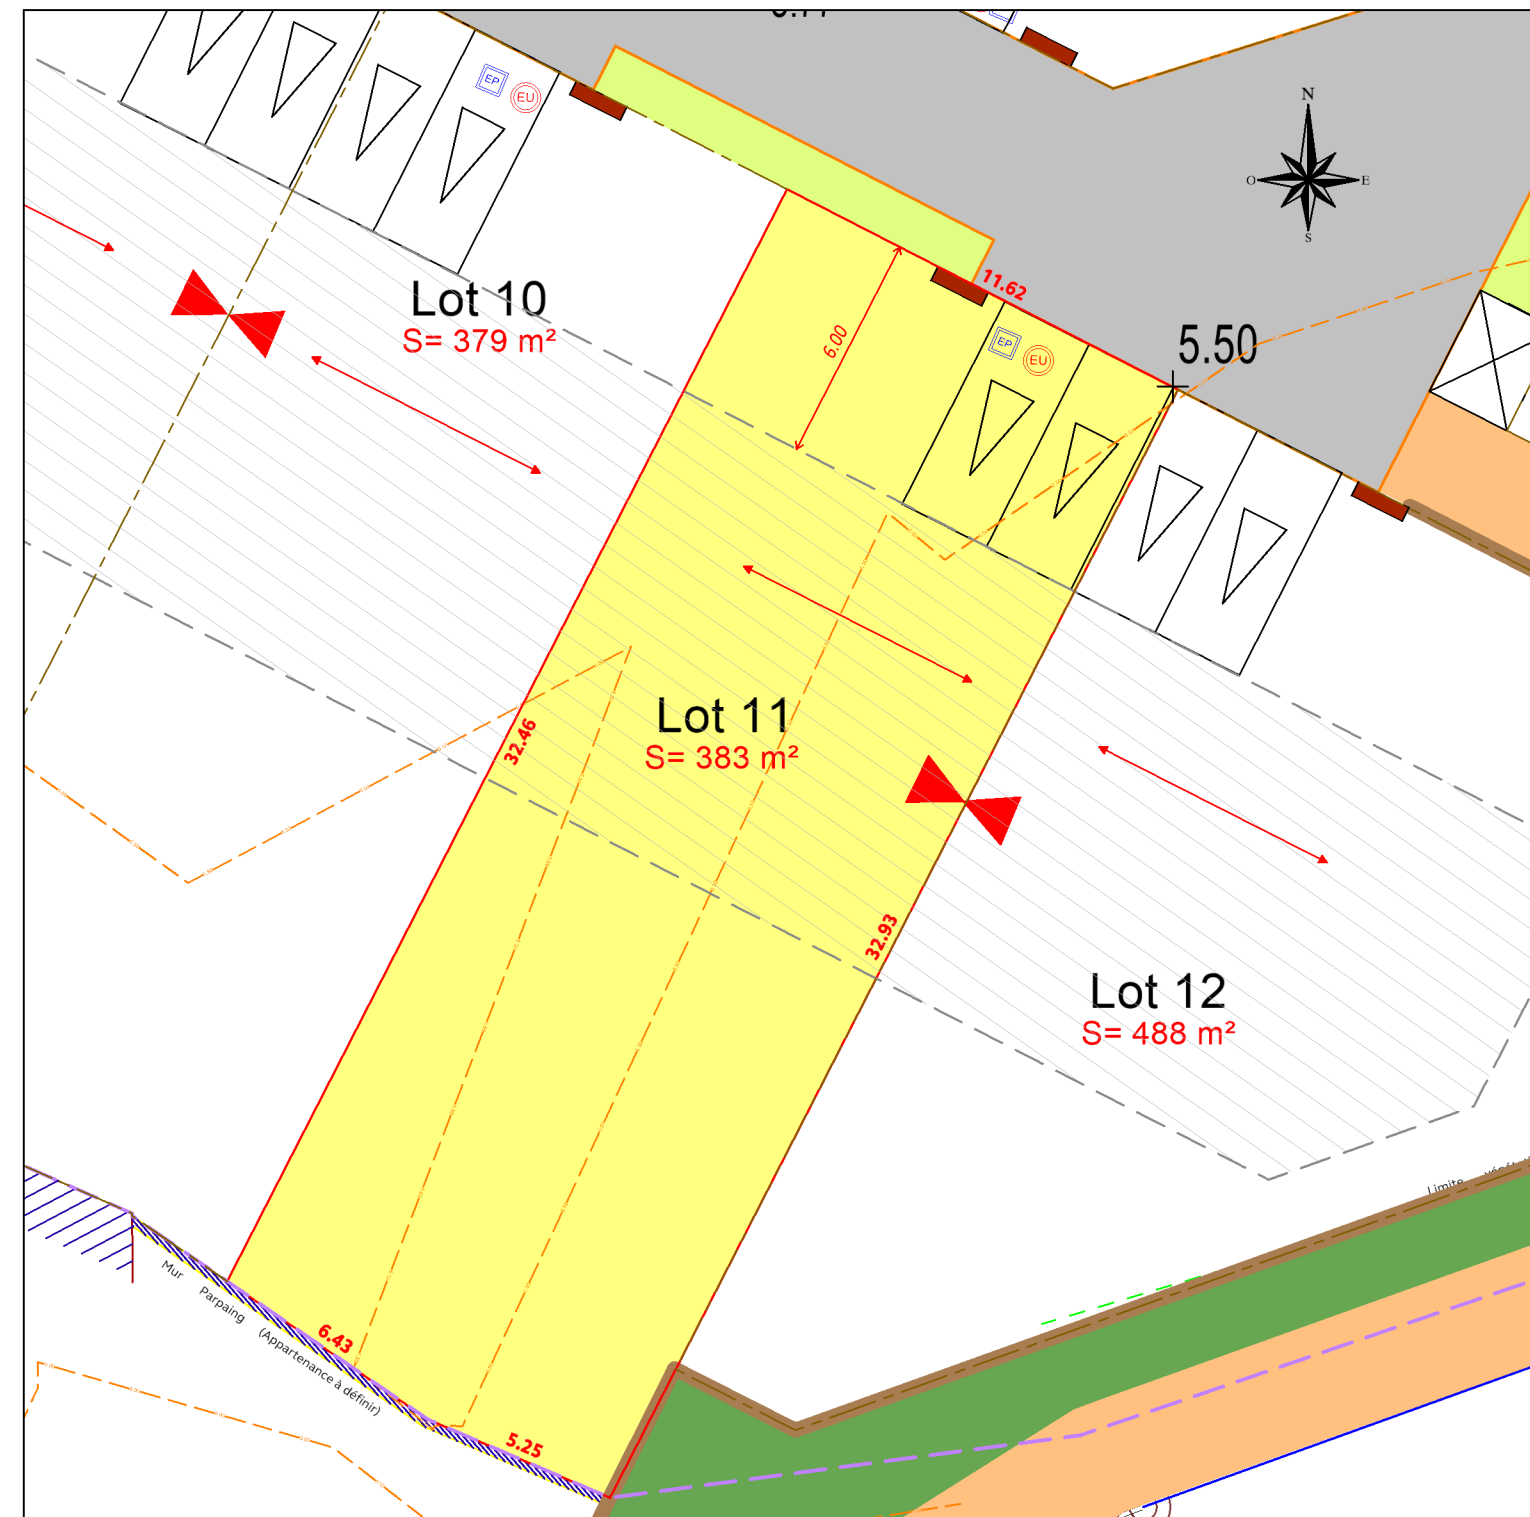 EP
EU
N
O
E
S
11.62
Lot 10
S= 379 m²
6.00
EP
EU
5.50
Lot 11
S= 383 m²
32.46
32.93
Lot 12
S= 488 m²
Limite
Mur Parpaing (Appartenance à définir)
6.43
5.25